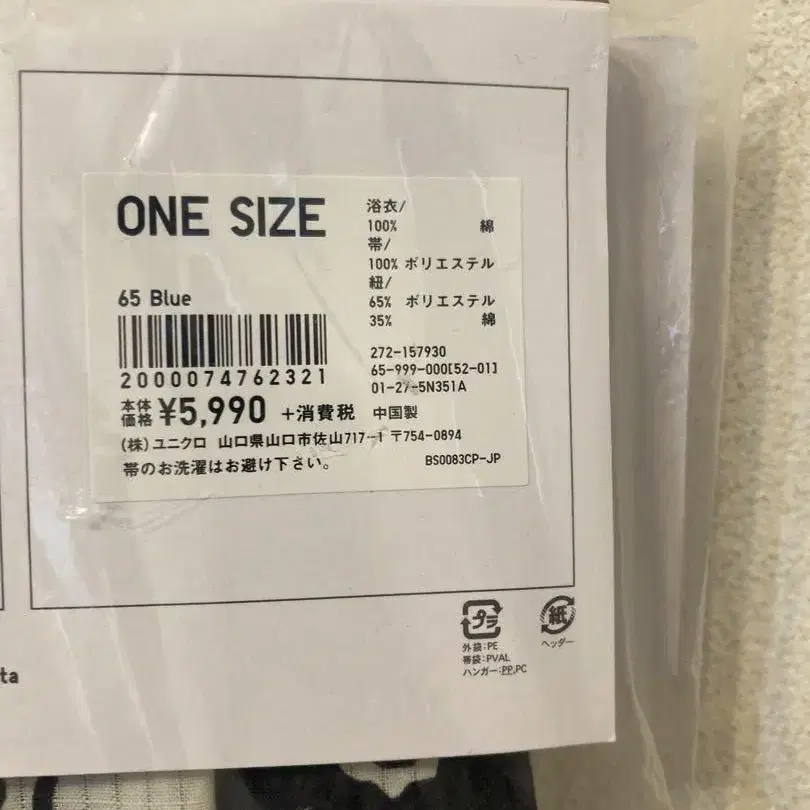 ONE SIZE
65 Blue
2000074762321
本体価格 ¥5,990 +消費税 中国製
(株)ユニクロ 山口県山口市佐山717-1 〒754-0894
帯のお洗濯はお避け下さい。
浴衣/
100% 綿
帯/
100% ポリエステル
紐/
65% ポリエステル
35% 綿
272-157930
65-999-000[52-01]
01-27-5N351A
BS0083CP-JP
プラ
外袋:PE
帯袋:PVAL
ハンガー:PP,PC
紙
ヘッダー
ta